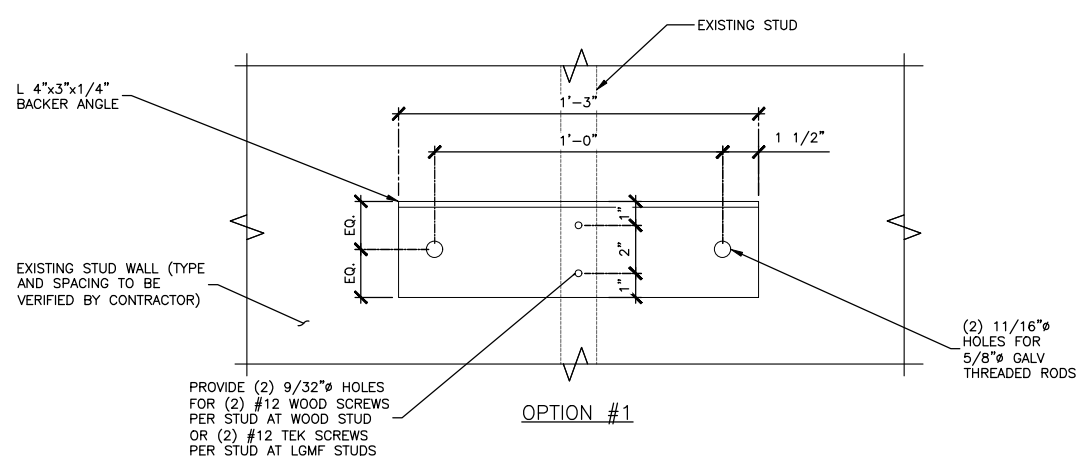 EXISTING STUD
L 4"x3"x1/4"
BACKER ANGLE
1'-3"
1'-0"
1 1/2"
EQ.
EQ.
1"
2"
1"
EXISTING STUD WALL (TYPE
AND SPACING TO BE
VERIFIED BY CONTRACTOR)
(2) 11/16"ø
HOLES FOR
5/8"ø GALV
THREADED RODS
PROVIDE (2) 9/32"ø HOLES
FOR (2) #12 WOOD SCREWS
PER STUD AT WOOD STUD
OR (2) #12 TEK SCREWS
PER STUD AT LGMF STUDS
OPTION #1